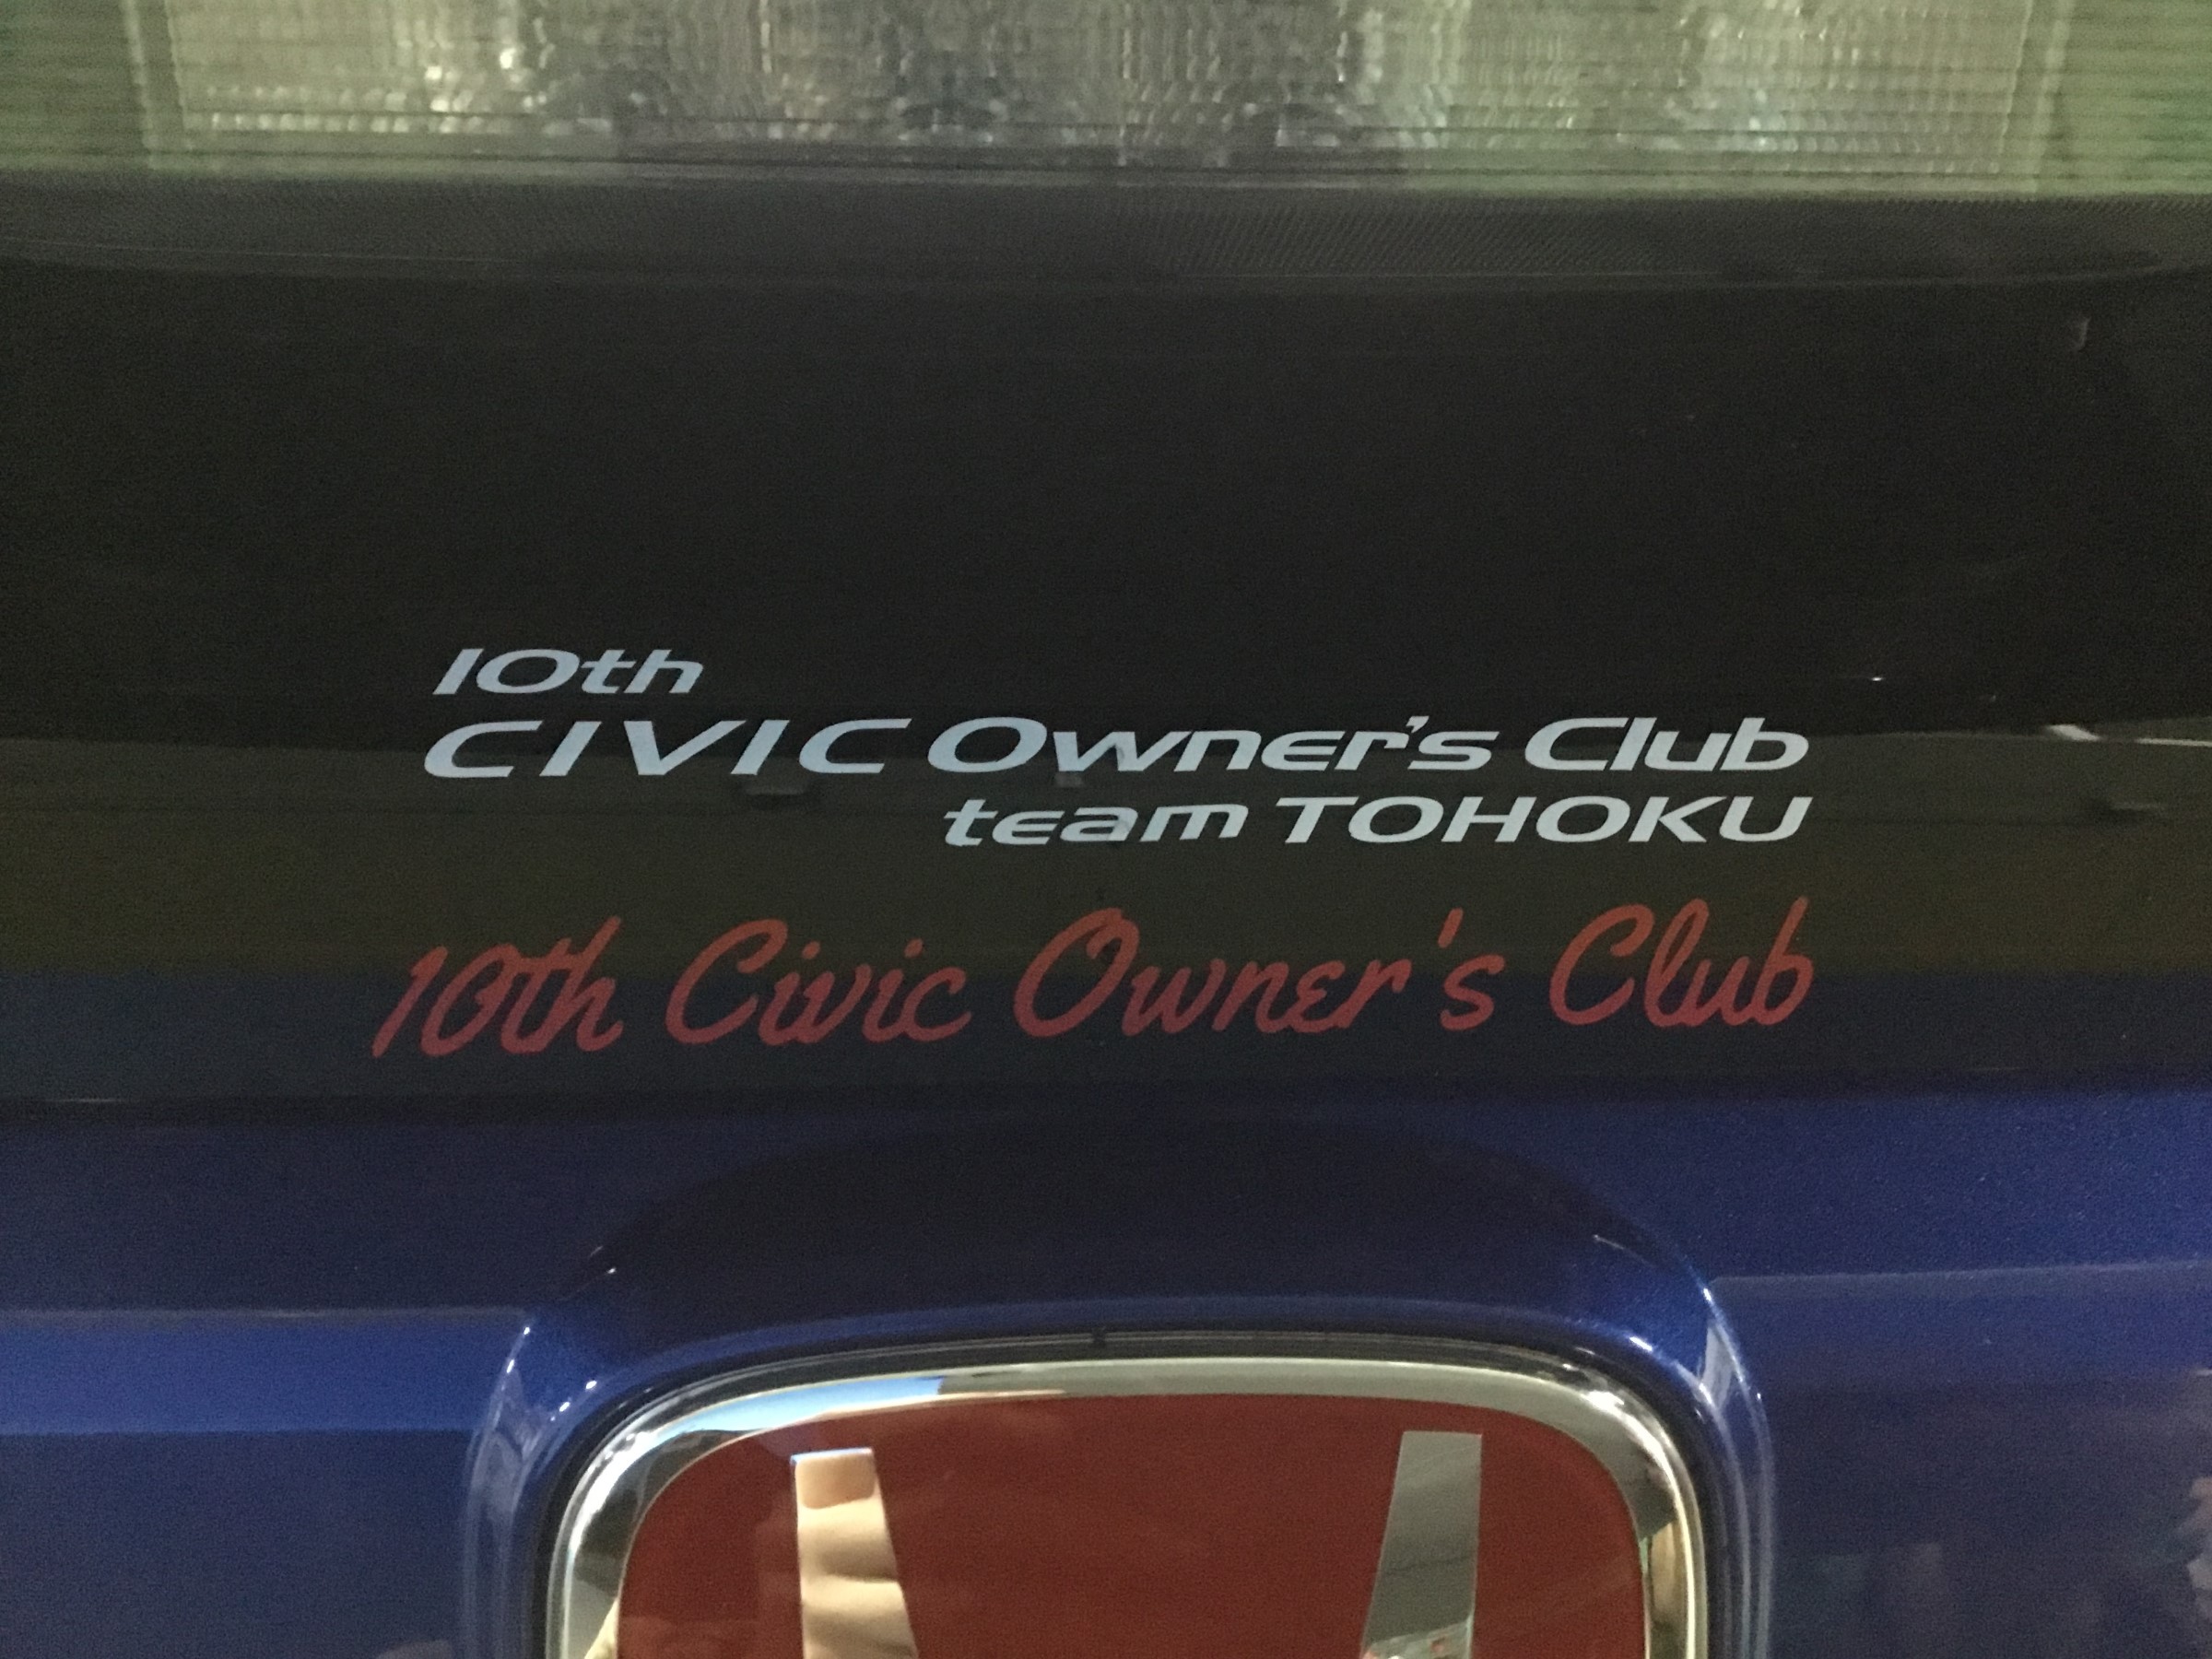 10th
CIVIC Owner's Club
team TOHOKU
10th Civic Owner's Club